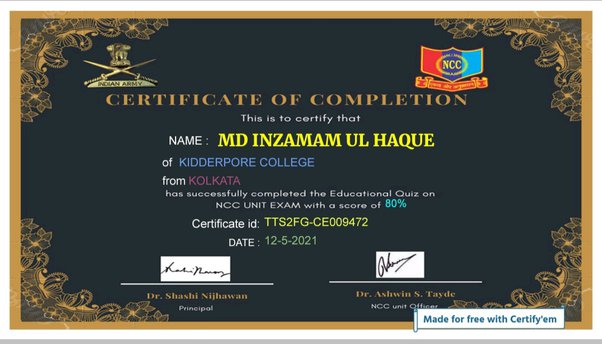 INDIAN ARMY
NCC
CERTIFICATE OF COMPLETION
This is to certify that
NAME : MD INZAMAM UL HAQUE
of KIDDERPORE COLLEGE
from KOLKATA
has successfully completed the Educational Quiz on
NCC UNIT EXAM with a score of 80%
Certificate id: TTS2FG-CE009472
DATE : 12-5-2021
Dr. Shashi Nijhawan
Principal
Dr. Ashwin S. Tayde
NCC unit Officer
Made for free with Certify'em